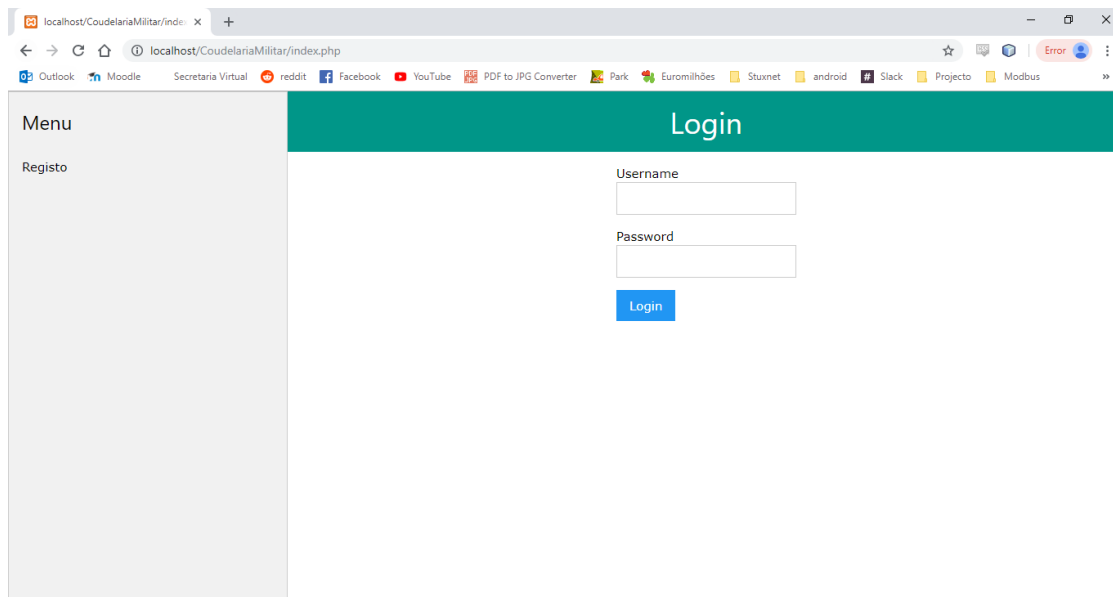 localhost/CoudelariaMilitar/inde
localhost/CoudelariaMilitar/index.php
Error
Outlook Moodle Secretaria Virtual reddit Facebook YouTube PDF to JPG Converter Park Euromilhões Stuxnet android Slack Projecto Modbus »
Menu
Login
Registo
Username
Password
Login